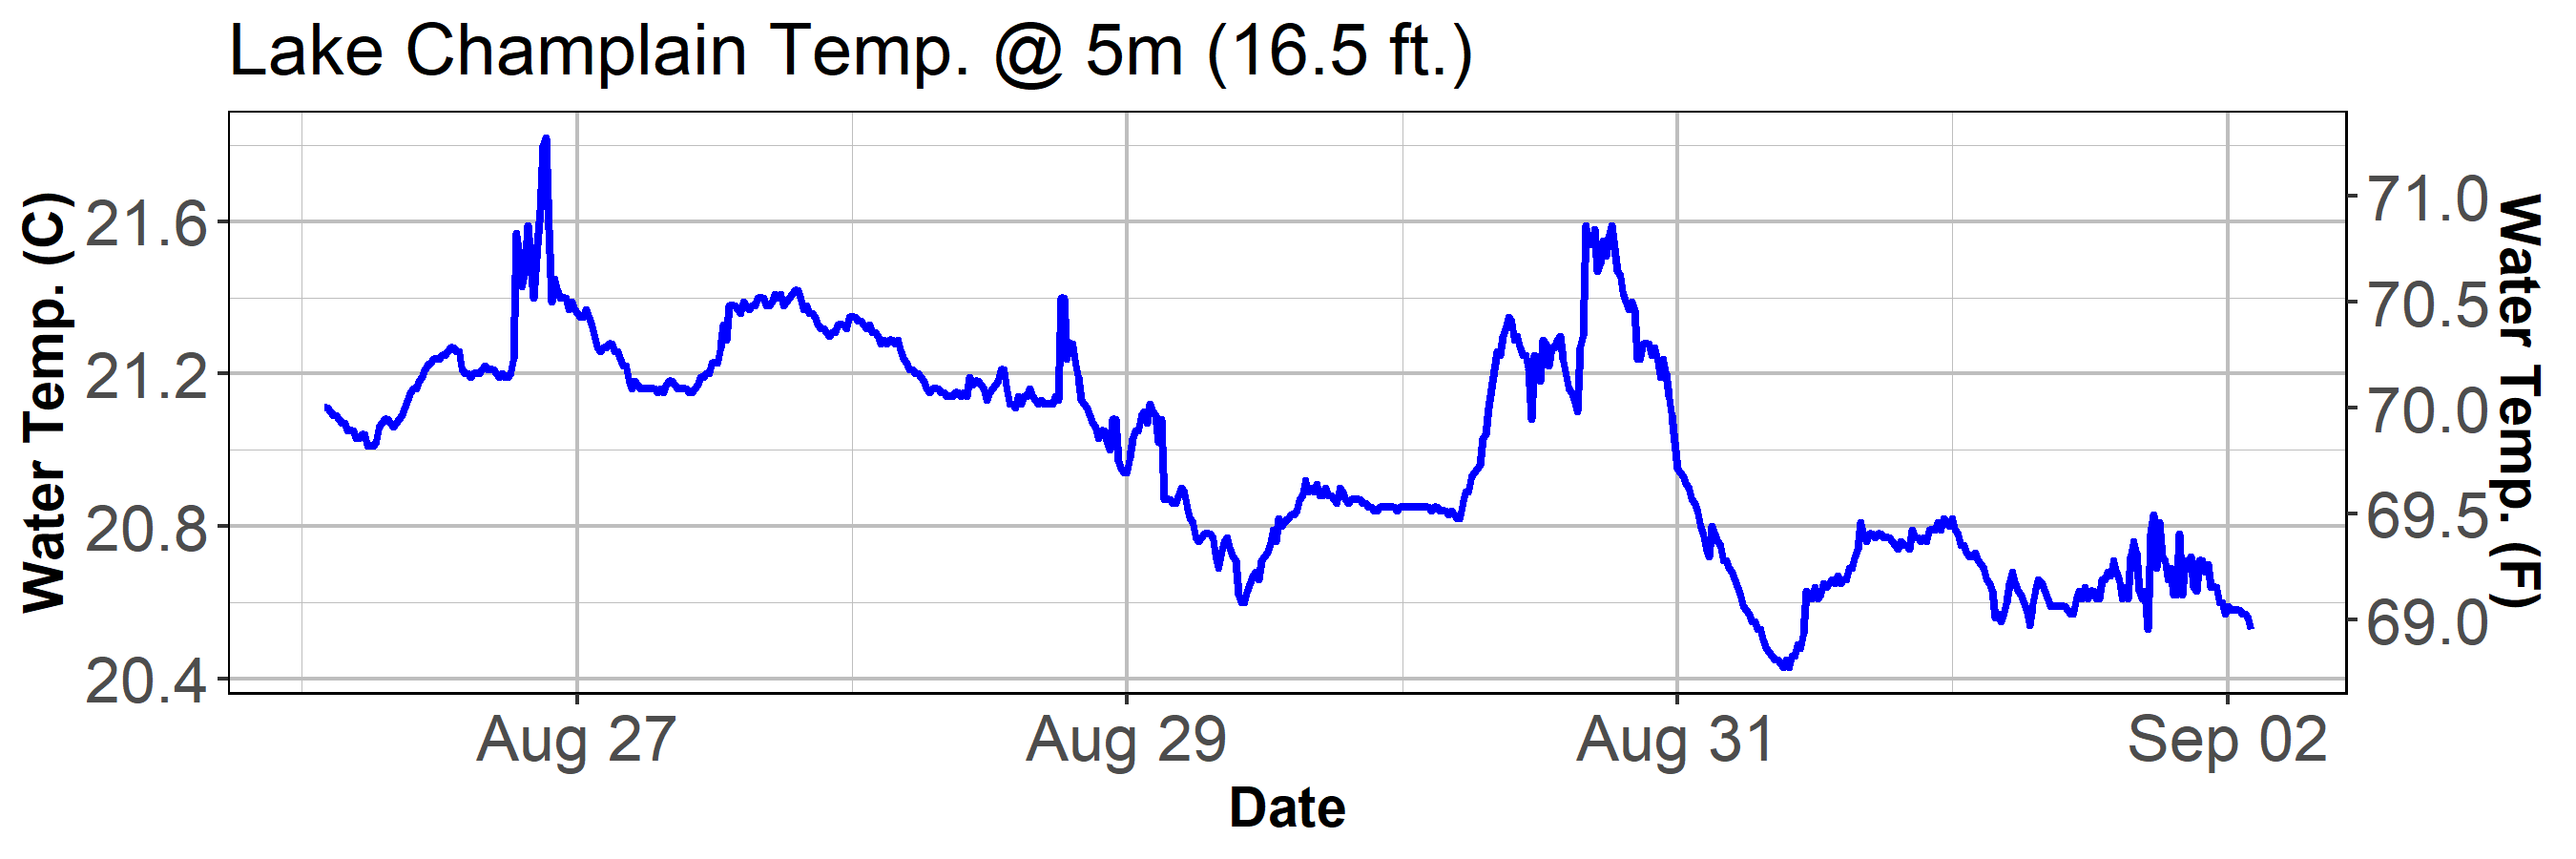 Lake Champlain Temp. @ 5m (16.5 ft.)
Water Temp. (C)
21.6
21.2
20.8
20.4
71.0
70.5
70.0
69.5
69.0
Water Temp. (F)
Aug 27 Aug 29 Aug 31 Sep 02
Date